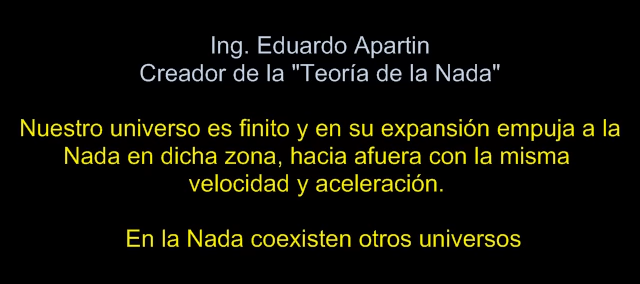 Ing. Eduardo Apartin
Creador de la "Teoría de la Nada"
Nuestro universo es finito y en su expansión empuja a la
Nada en dicha zona, hacia afuera con la misma
velocidad y aceleración.
En la Nada coexisten otros universos